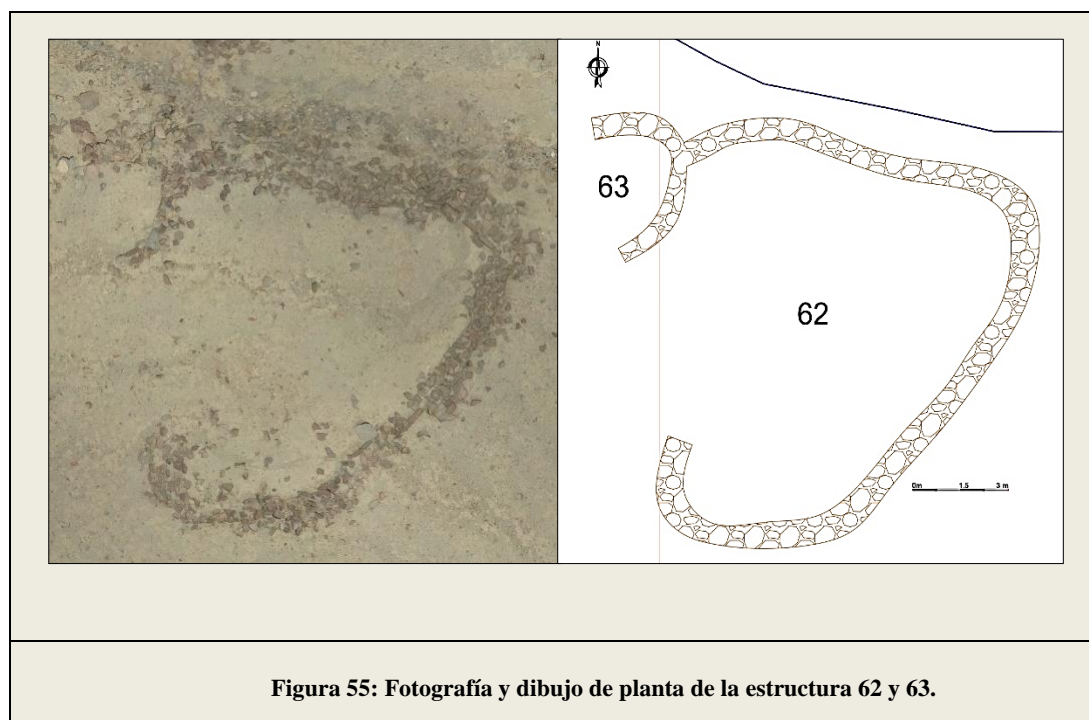 N
63
62
0m 1.5 3 m
Figura 55: Fotografía y dibujo de planta de la estructura 62 y 63.